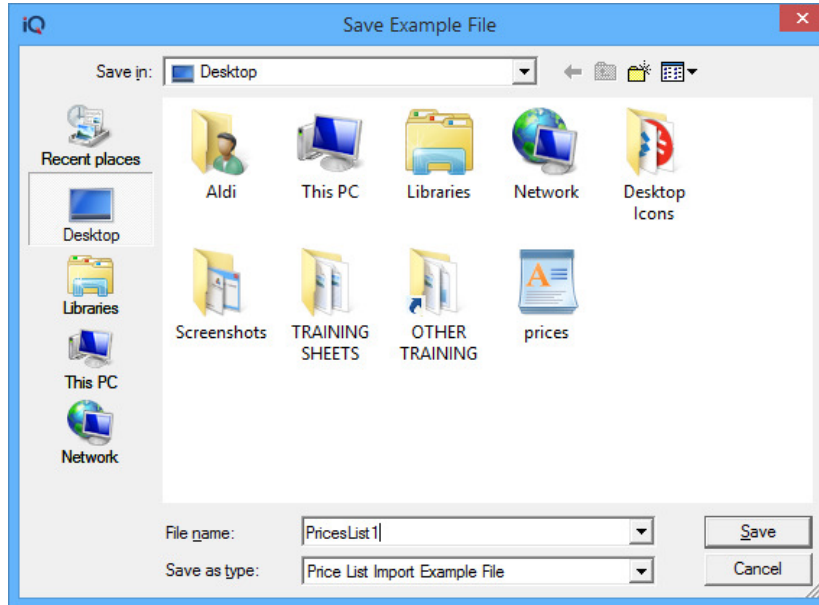 iQ
Save Example File
Save in:
Desktop
Recent places
Desktop
Libraries
This PC
Network
Aldi
This PC
Libraries
Network
Desktop
Icons
Screenshots
TRAINING
SHEETS
OTHER
TRAINING
prices
File name:
PricesList1
Save
Save as type:
Price List Import Example File
Cancel